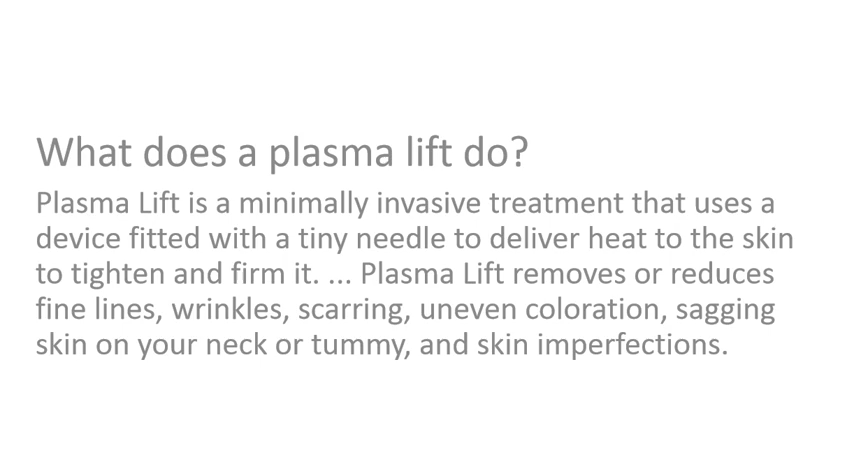 What does a plasma lift do?
Plasma Lift is a minimally invasive treatment that uses a
device fitted with a tiny needle to deliver heat to the skin
to tighten and firm it. ... Plasma Lift removes or reduces
fine lines, wrinkles, scarring, uneven coloration, sagging
skin on your neck or tummy, and skin imperfections.